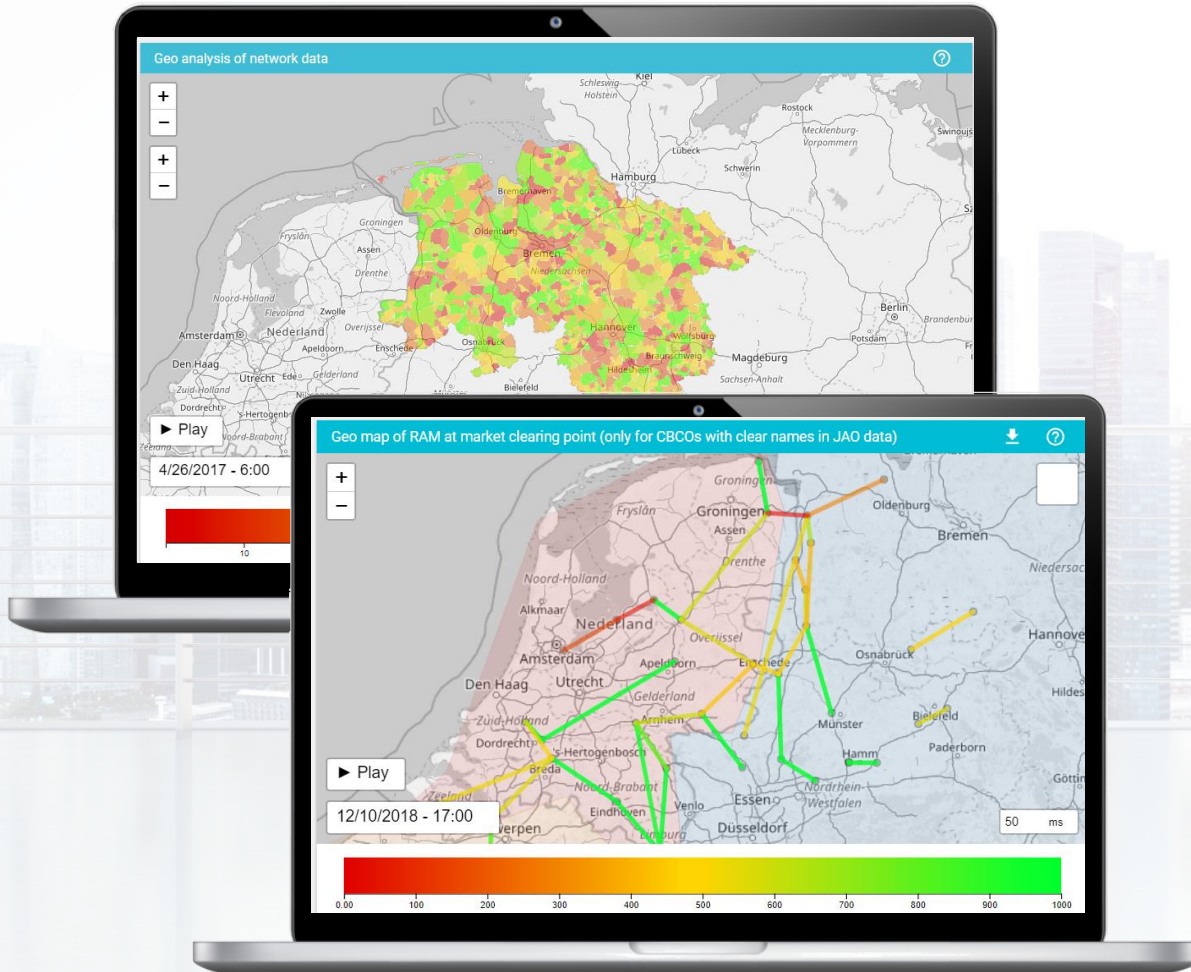 Geo analysis of network data
?
+
−
+
−
Kiel
Schleswig-
Holstein
Rostock
Mecklenburg-
Vorpommern
Lübeck
Schwerin
Hamburg
Bremerhaven
Groningen
Fryslân
Oldenburg
Assen
Bremen
Drenthe
Niedersachsen
Noord-Holland
Flevoland
Zwolle
Berlin
Brandenbur
Amsterdam
Nederland
Overijssel
Hannover
Wolfsburg
Potsdam
Apeldoorn
Enschede
Osnabrück
Braunschweig
Magdeburg
Den Haag
Utrecht
Ede
Gelderland
Hildesheim
Sachsen-Anhalt
Zuid-Holland
Bielefeld
Dordrecht
's-Hertogenb
► Play
Noord-Brabant
4/26/2017 - 6:00
10
Geo map of RAM at market clearing point (only for CBCOs with clear names in JAO data)
?
+
−
Groningen
Fryslân
Groningen
Oldenburg
Assen
Bremen
Drenthe
Niedersac
Noord-Holland
Alkmaar
Nederland
Overijssel
Hannove
Amsterdam
Apeldoorn
Enschede
Osnabrück
Den Haag
Utrecht
Gelderland
Hildes
Zuid-Holland
Arnhem
Münster
Bielefeld
Dordrecht
's-Hertogenbosch
Hamm
Paderborn
► Play
Breda
Noord-Brabant
Nordrhein-
Westfalen
Göttin
Zeeland
Eindhoven
Venlo
Essen
12/10/2018 - 17:00
werpen
Limburg
Düsseldorf
50 ms
0.00 100 200 300 400 500 600 700 800 900 1000